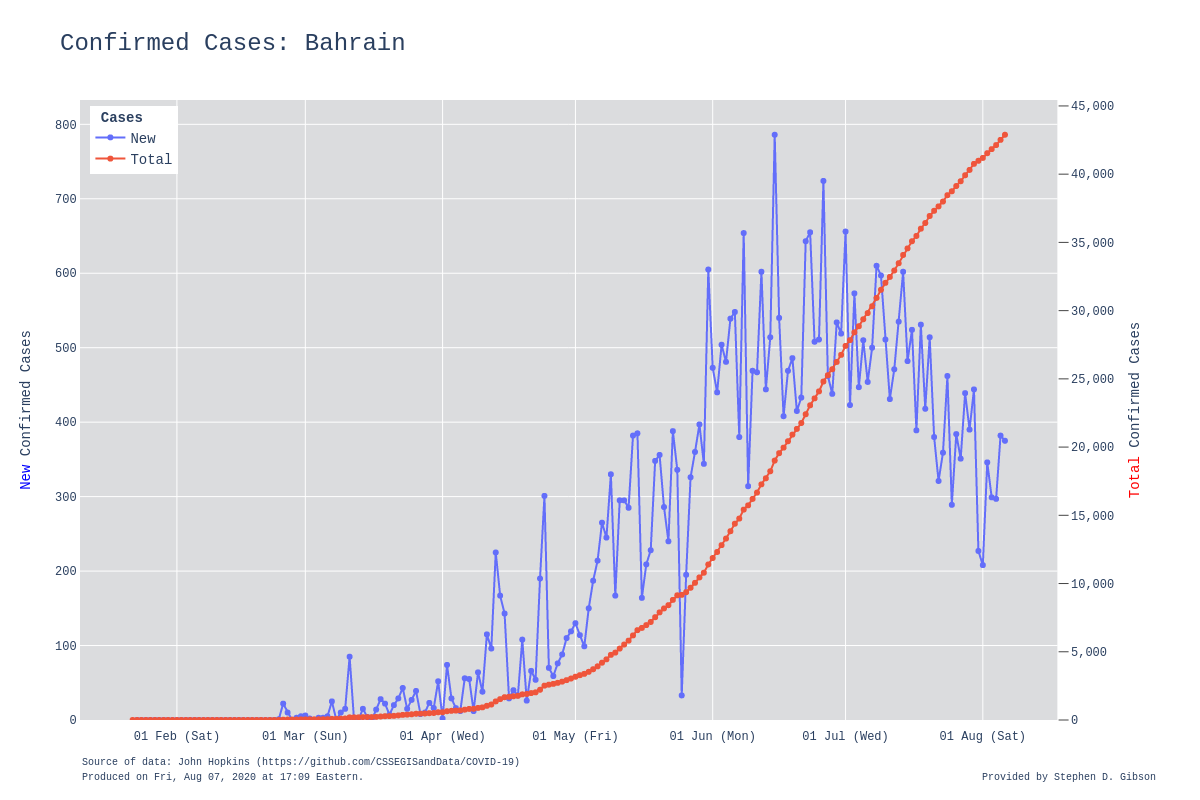 Confirmed Cases: Bahrain
Cases
New
Total
800
700
600
500
400
300
200
100
0
New Confirmed Cases
45,000
40,000
35,000
30,000
25,000
20,000
15,000
10,000
5,000
0
Total Confirmed Cases
01 Feb (Sat) 01 Mar (Sun) 01 Apr (Wed) 01 May (Fri) 01 Jun (Mon) 01 Jul (Wed) 01 Aug (Sat)
Source of data: John Hopkins (https://github.com/CSSEGISandData/COVID-19)
Produced on Fri, Aug 07, 2020 at 17:09 Eastern.
Provided by Stephen D. Gibson